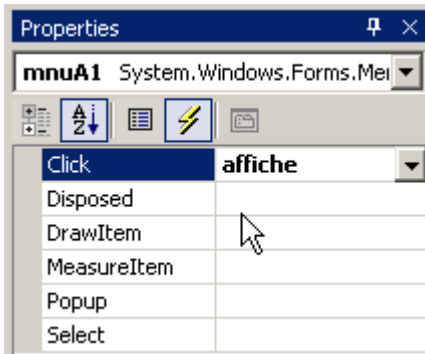 Properties
mnuA1 System.Windows.Forms.Mei
Click affiche
Disposed
DrawItem
MeasureItem
Popup
Select